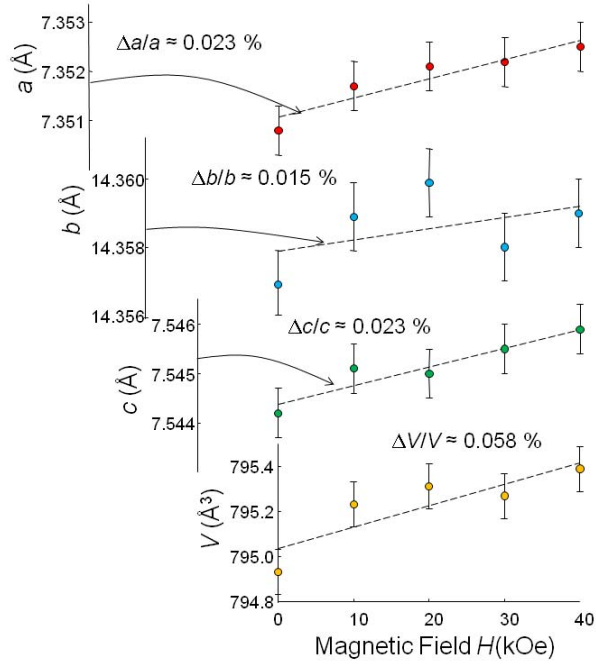 7.353
7.352
7.351
a (Å)
Δa/a ≈ 0.023 %
14.360
14.358
14.356
b (Å)
Δb/b ≈ 0.015 %
7.546
7.545
7.544
c (Å)
Δc/c ≈ 0.023 %
795.4
795.2
795.0
794.8
V (Å³)
ΔV/V ≈ 0.058 %
0 10 20 30 40
Magnetic Field H(kOe)